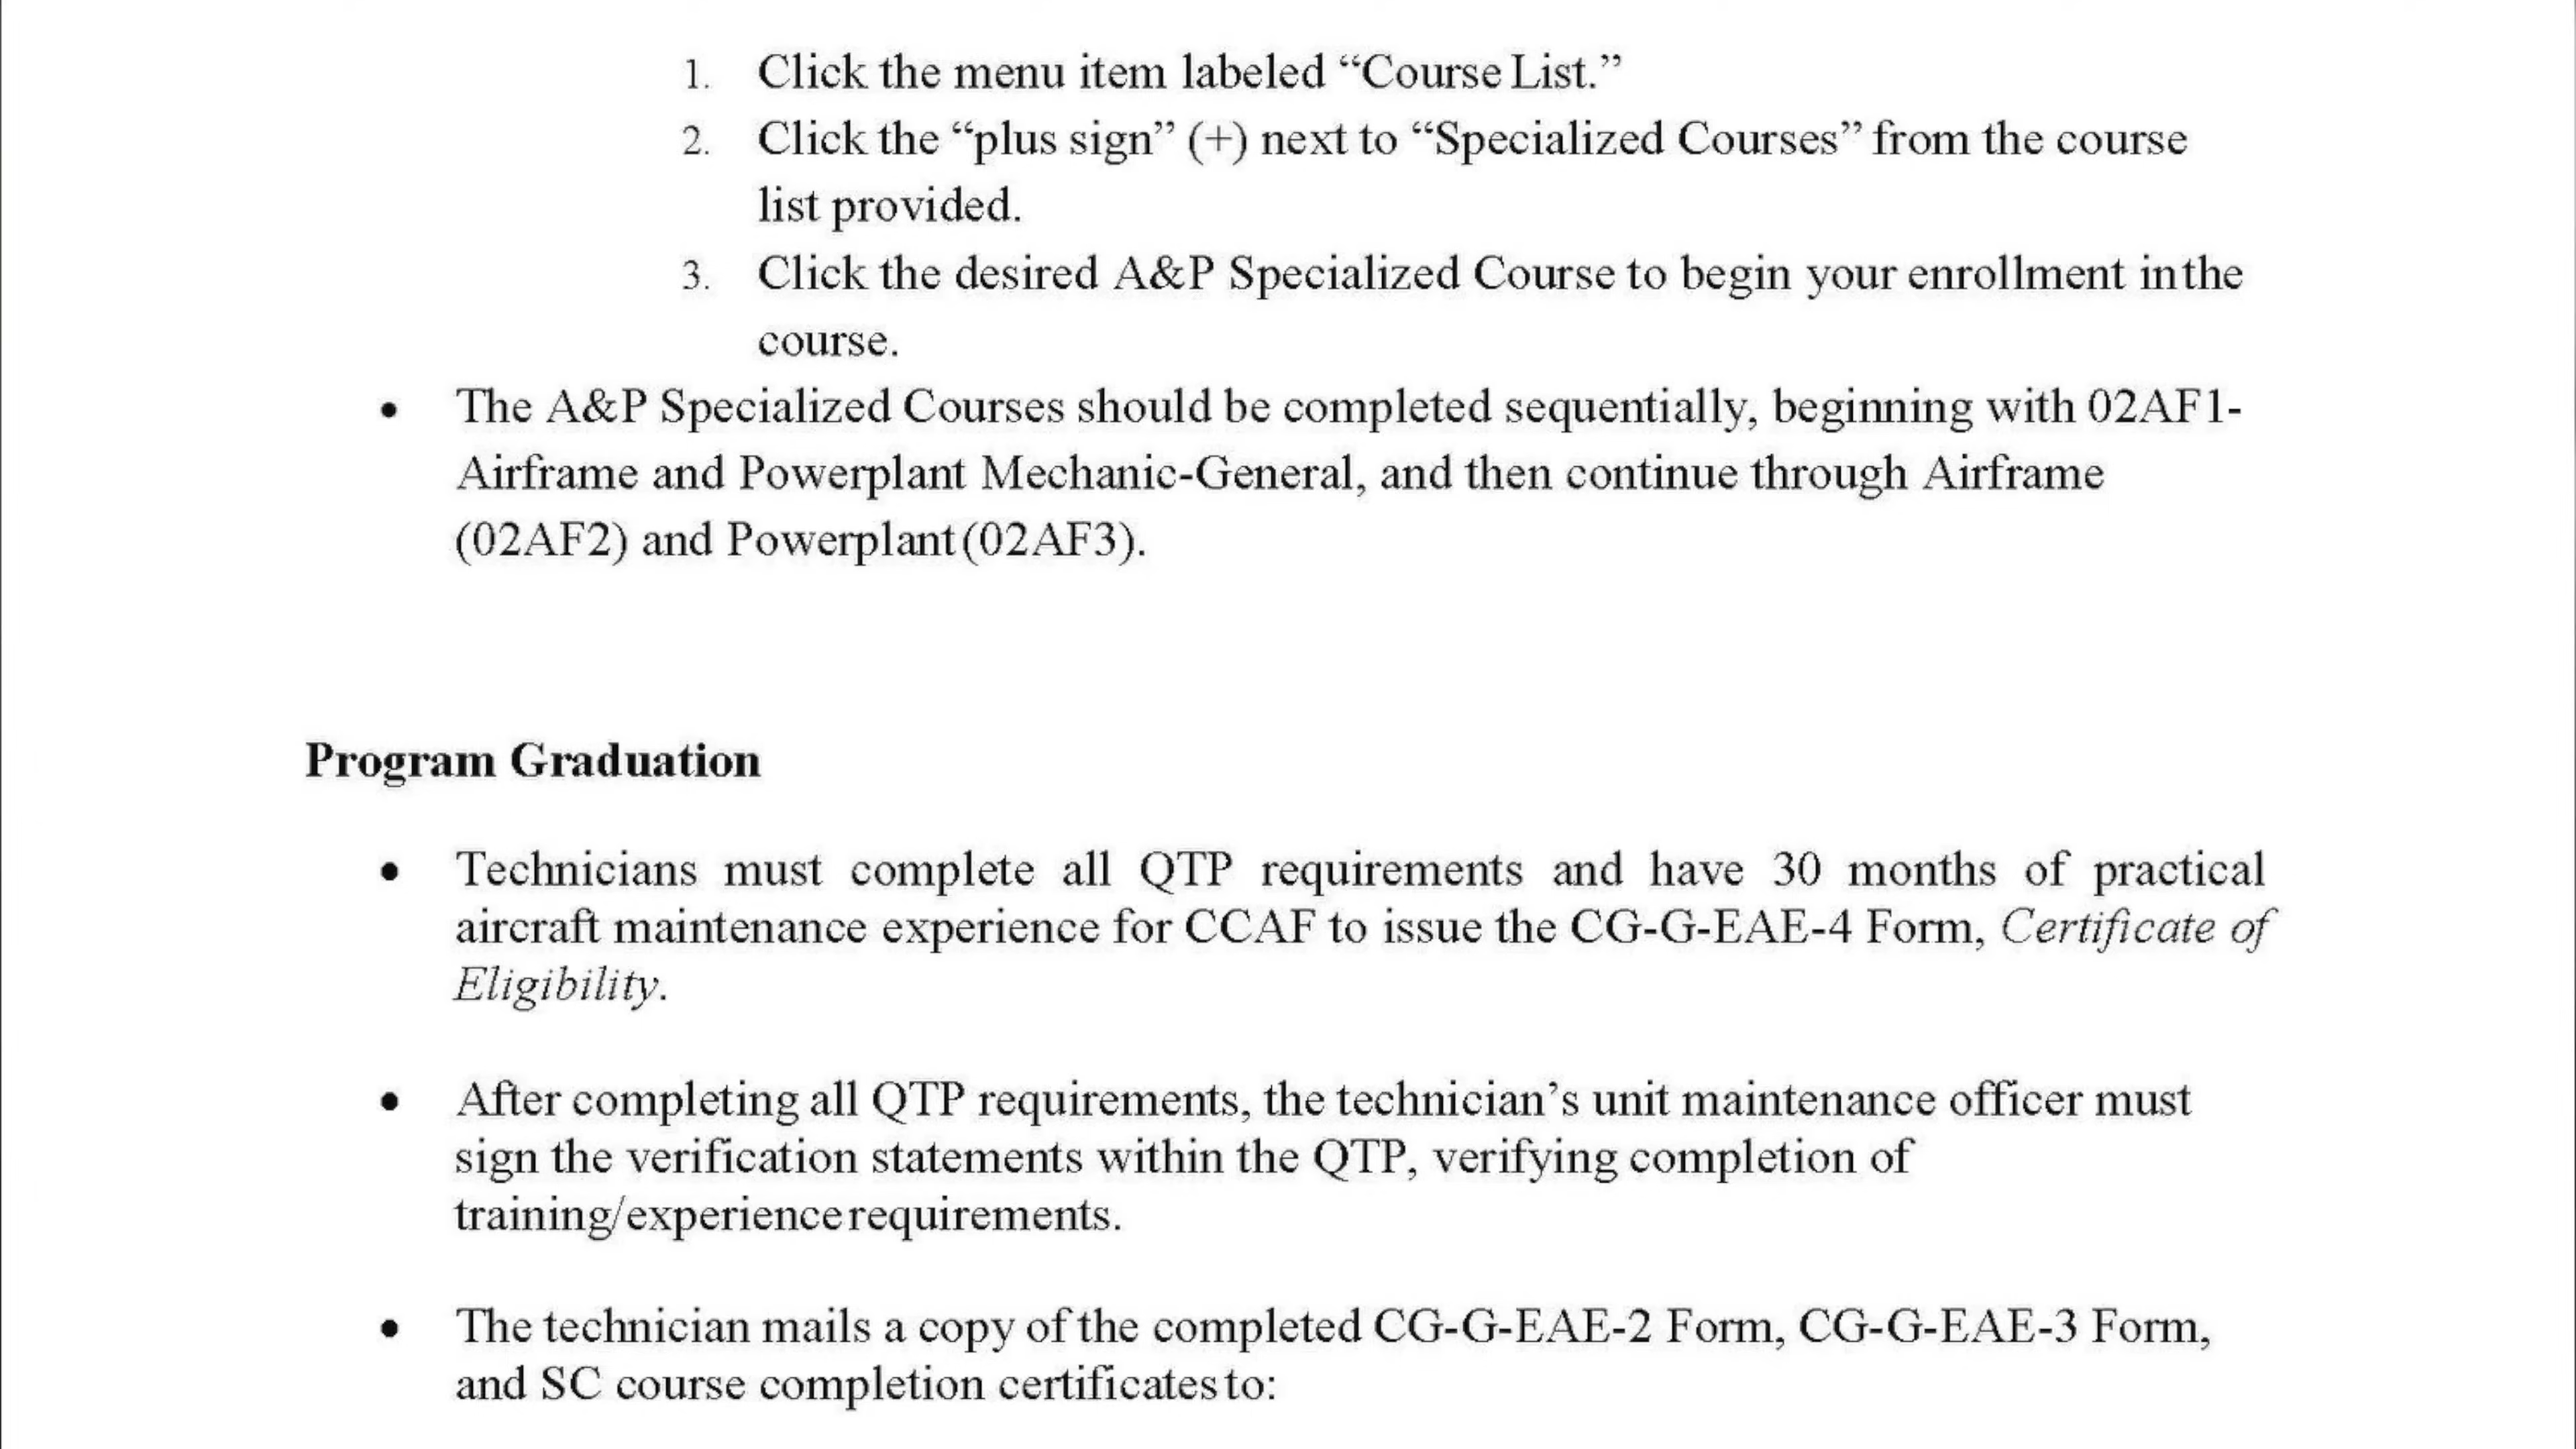 1. Click the menu item labeled “Course List.”
2. Click the “plus sign” (+) next to “Specialized Courses” from the course
list provided.
3. Click the desired A&P Specialized Course to begin your enrollment in the
course.
• The A&P Specialized Courses should be completed sequentially, beginning with 02AF1-
Airframe and Powerplant Mechanic-General, and then continue through Airframe
(02AF2) and Powerplant (02AF3).
Program Graduation
• Technicians must complete all QTP requirements and have 30 months of practical
aircraft maintenance experience for CCAF to issue the CG-G-EAE-4 Form, Certificate of
Eligibility.
• After completing all QTP requirements, the technician’s unit maintenance officer must
sign the verification statements within the QTP, verifying completion of
training/experience requirements.
• The technician mails a copy of the completed CG-G-EAE-2 Form, CG-G-EAE-3 Form,
and SC course completion certificates to: